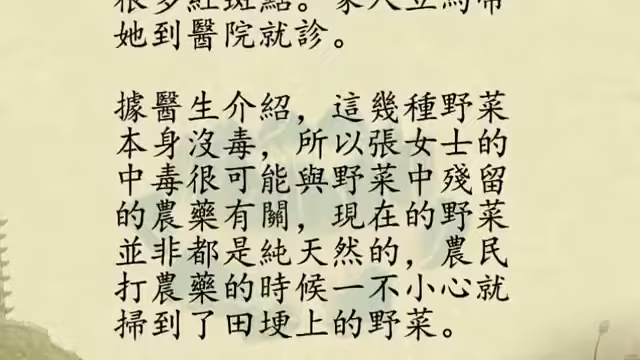 很多紅斑點。家人立馬帶
她到醫院就診。
據醫生介紹，這幾種野菜
本身沒毒，所以張女士的
中毒很可能與野菜中殘留
的農藥有關，現在的野菜
並非都是純天然的，農民
打農藥的時候一不小心就
掃到了田埂上的野菜。